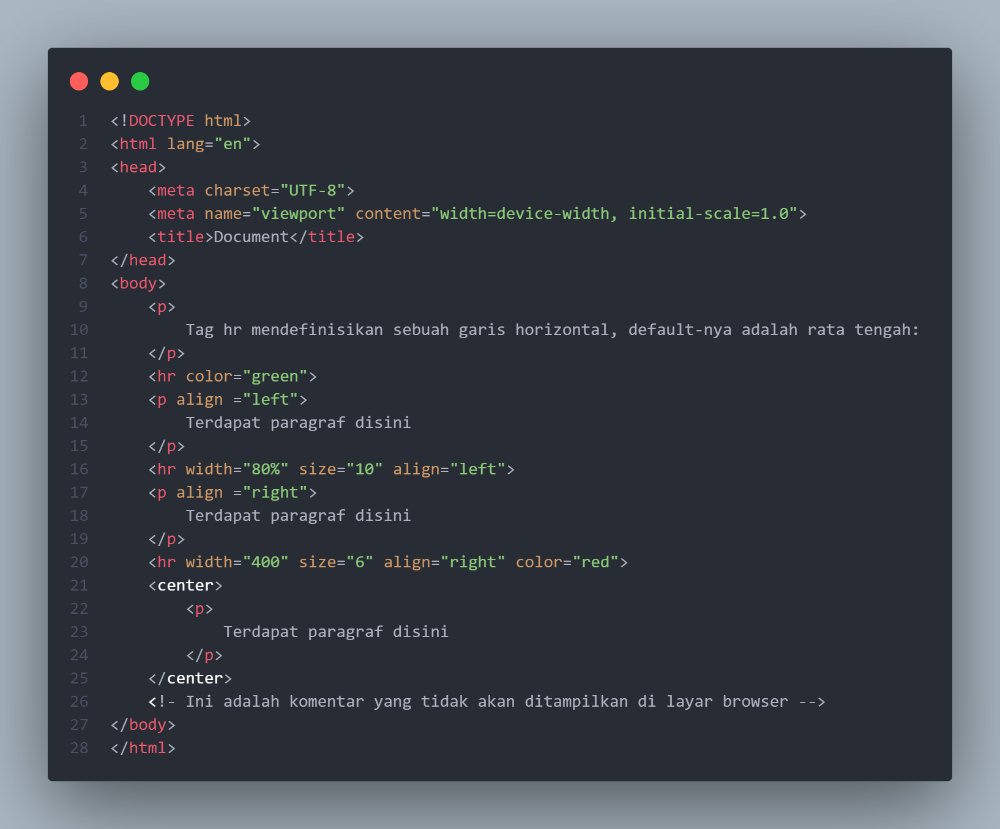 1 <!DOCTYPE html>
2 <html lang="en">
3 <head>
4     <meta charset="UTF-8">
5     <meta name="viewport" content="width=device-width, initial-scale=1.0">
6     <title>Document</title>
7 </head>
8 <body>
9     <p>
10         Tag hr mendefinisikan sebuah garis horizontal, default-nya adalah rata tengah:
11     </p>
12     <hr color="green">
13     <p align ="left">
14         Terdapat paragraf disini
15     </p>
16     <hr width="80%" size="10" align="left">
17     <p align ="right">
18         Terdapat paragraf disini
19     </p>
20     <hr width="400" size="6" align="right" color="red">
21     <center>
22         <p>
23             Terdapat paragraf disini
24         </p>
25     </center>
26     <!- Ini adalah komentar yang tidak akan ditampilkan di layar browser -->
27 </body>
28 </html>